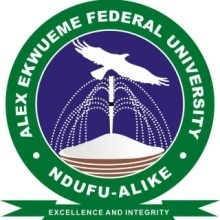 ALEX EKWUEME FEDERAL UNIVERSITY
NDUFU-ALIKE
EXCELLENCE AND INTEGRITY